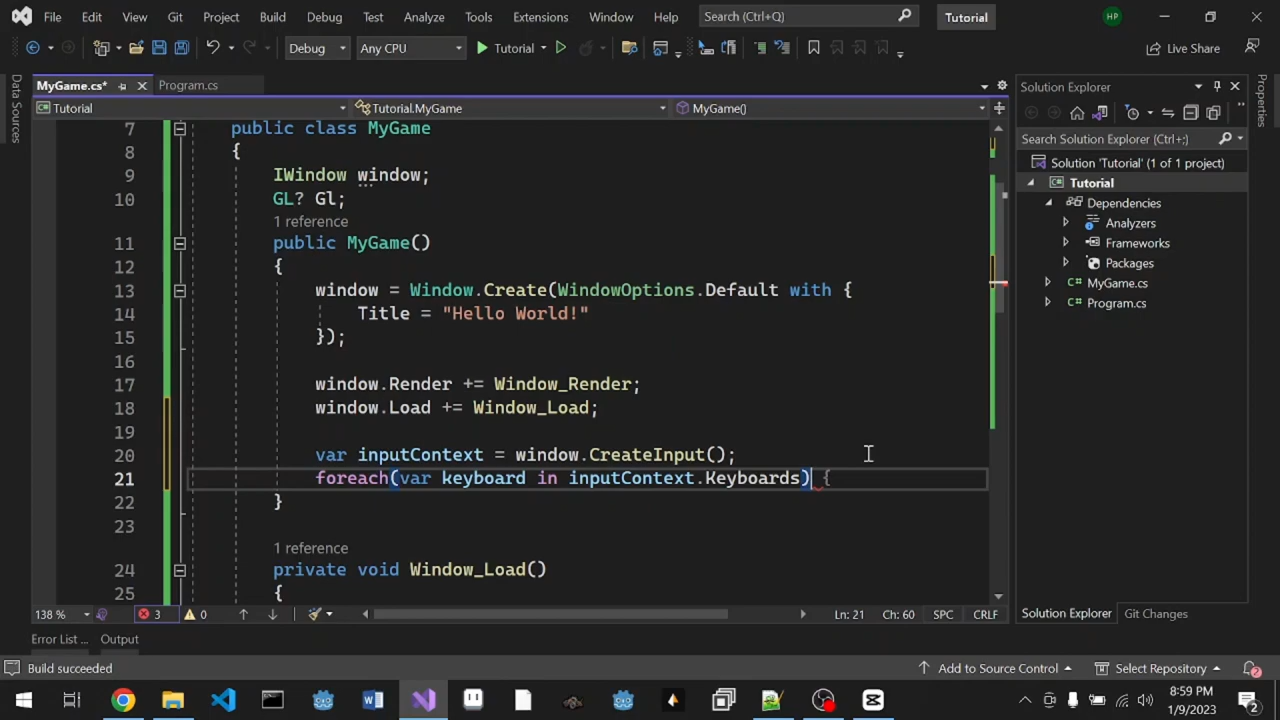 File Edit View Git Project Build Debug Test Analyze Tools Extensions Window Help Search (Ctrl+Q) Tutorial HP
Debug Any CPU Tutorial Live Share
MyGame.cs* Program.cs
Tutorial Tutorial.MyGame MyGame()
Data Sources
7 public class MyGame
8 {
9 IWindow window;
10 GL? Gl;
1 reference
11 public MyGame()
12 {
13 window = Window.Create(WindowOptions.Default with {
14 Title = "Hello World!"
15 });
16
17 window.Render += Window_Render;
18 window.Load += Window_Load;
19
20 var inputContext = window.CreateInput();
21 foreach(var keyboard in inputContext.Keyboards) {
22 }
23
1 reference
24 private void Window_Load()
25 {
138 % 3 0 Ln: 21 Ch: 60 SPC CRLF
Solution Explorer
Search Solution Explorer (Ctrl+;)
Solution 'Tutorial' (1 of 1 project)
Tutorial
Dependencies
Analyzers
Frameworks
Packages
C# MyGame.cs
C# Program.cs
Solution Explorer Git Changes
Properties
Error List ... Output
Build succeeded Add to Source Control Select Repository 2
8:59 PM
1/9/2023
2